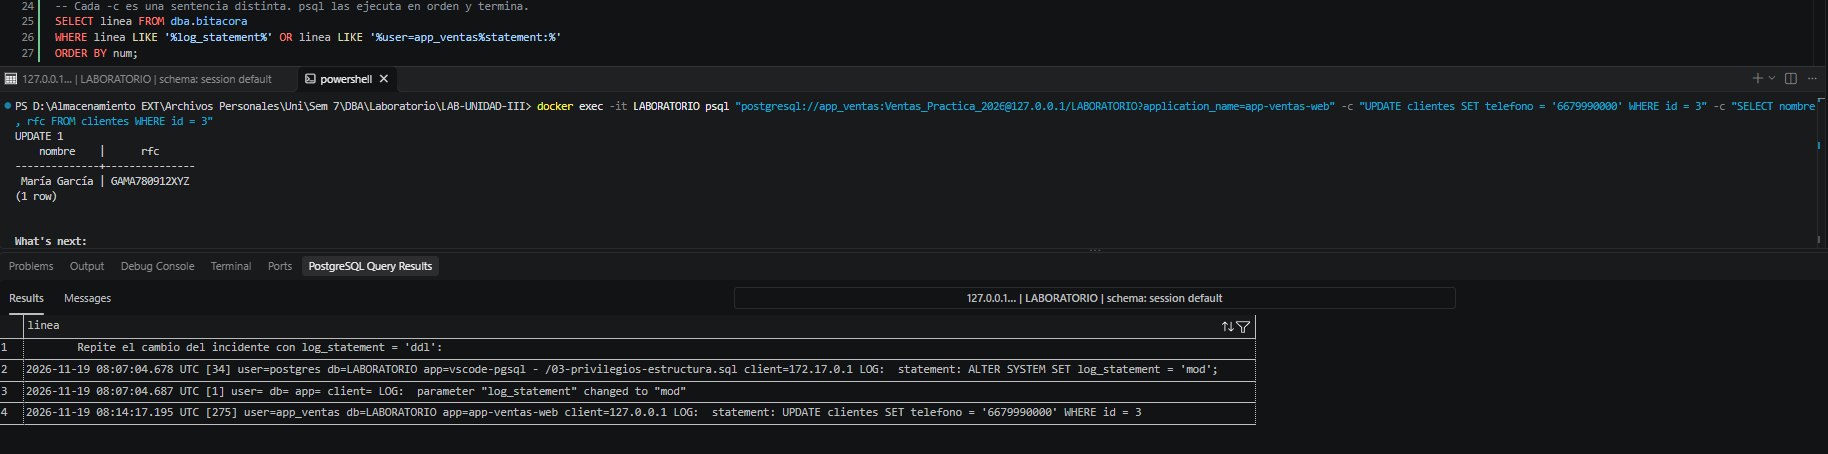 24 -- Cada -c es una sentencia distinta. psql las ejecuta en orden y termina.
25 SELECT linea FROM dba.bitacora
26 WHERE linea LIKE '%log_statement%' OR linea LIKE '%user=app_ventas%statement:%'
27 ORDER BY num;
127.0.0.1... | LABORATORIO | schema: session default
powershell
PS D:\Almacenamiento EXT\Archivos Personales\Uni\Sem 7\DBA\Laboratorio\LAB-UNIDAD-III> docker exec -it LABORATORIO psql "postgresql://app_ventas:Ventas_Practica_2026@127.0.0.1/LABORATORIO?application_name=app-ventas-web" -c "UPDATE clientes SET telefono = '6679990000' WHERE id = 3" -c "SELECT nombre
, rfc FROM clientes WHERE id = 3"
UPDATE 1
nombre | rfc
--------------+---------------
María García | GAMA780912XYZ
(1 row)
What's next:
Problems Output Debug Console Terminal Ports PostgreSQL Query Results
Results Messages
127.0.0.1... | LABORATORIO | schema: session default
linea
1 Repite el cambio del incidente con log_statement = 'ddl':
2 2026-11-19 08:07:04.678 UTC [34] user=postgres db=LABORATORIO app=vscode-pgsql - /03-privilegios-estructura.sql client=172.17.0.1 LOG: statement: ALTER SYSTEM SET log_statement = 'mod';
3 2026-11-19 08:07:04.687 UTC [1] user= db= app= client= LOG: parameter "log_statement" changed to "mod"
4 2026-11-19 08:14:17.195 UTC [275] user=app_ventas db=LABORATORIO app=app-ventas-web client=127.0.0.1 LOG: statement: UPDATE clientes SET telefono = '6679990000' WHERE id = 3